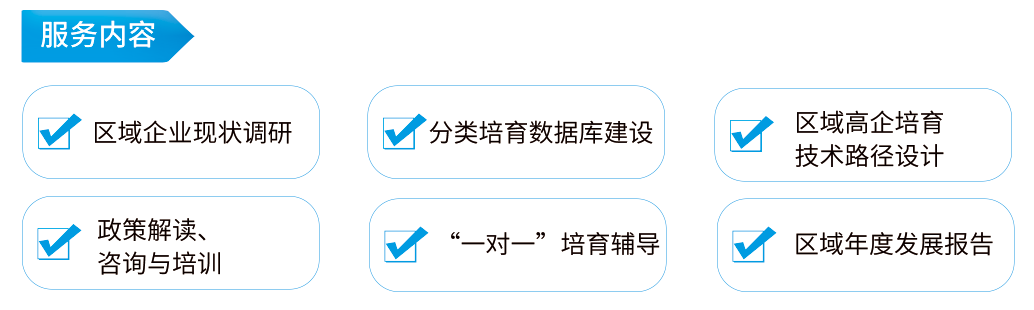 服务内容
区域企业现状调研
分类培育数据库建设
区域高企培育
技术路径设计
政策解读、
咨询与培训
“一对一”培育辅导
区域年度发展报告